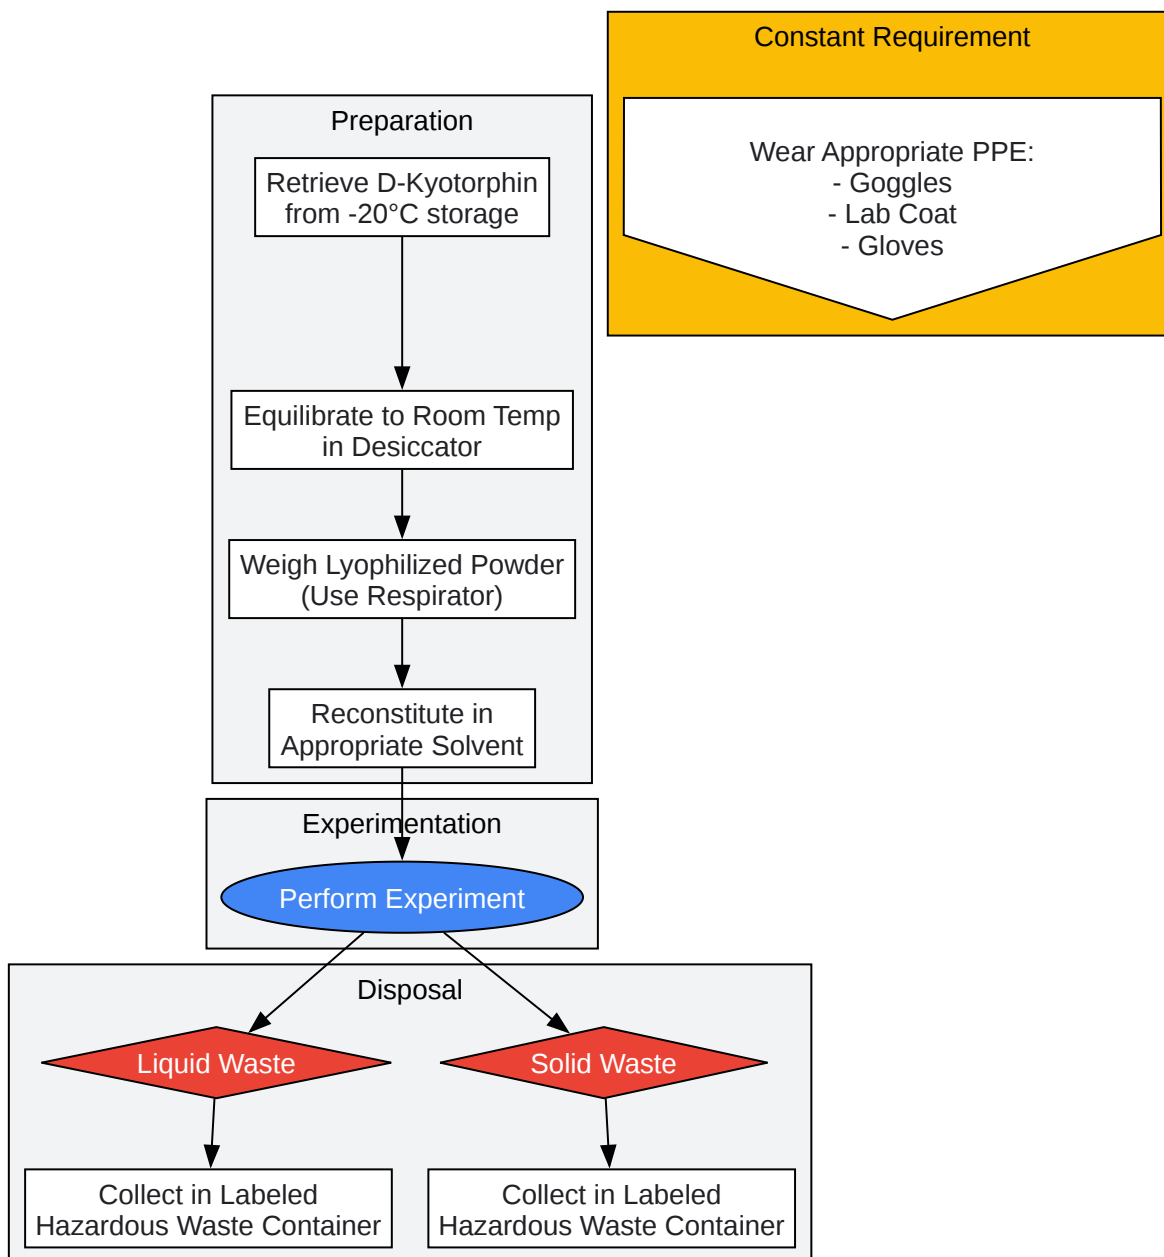 Constant Requirement
Wear Appropriate PPE:
- Goggles
- Lab Coat
- Gloves
Preparation
Retrieve D-Kyotorphin
from -20°C storage
Equilibrate to Room Temp
in Desiccator
Weigh Lyophilized Powder
(Use Respirator)
Reconstitute in
Appropriate Solvent
Experimentation
Perform Experiment
Disposal
Liquid Waste
Solid Waste
Collect in Labeled
Hazardous Waste Container
Collect in Labeled
Hazardous Waste Container